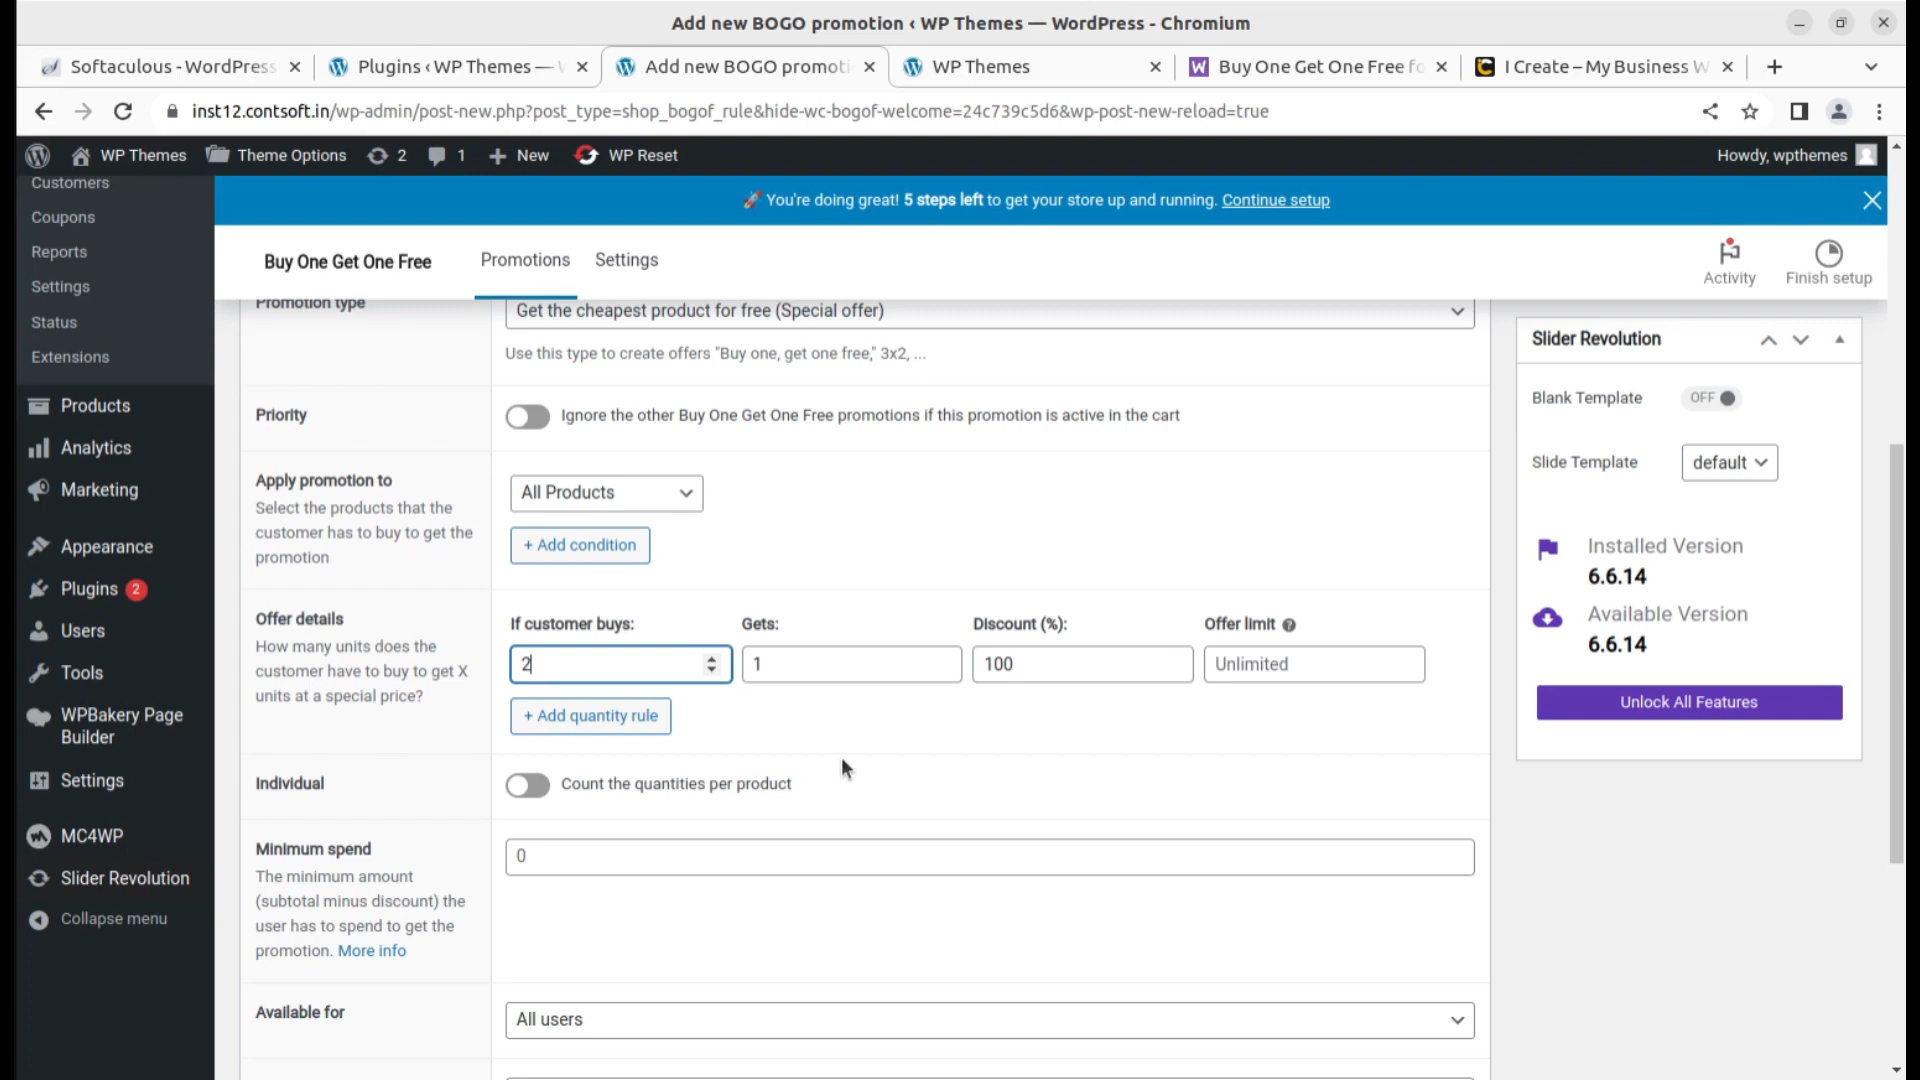 Add new BOGO promotion ‹ WP Themes — WordPress - Chromium
Softaculous - WordPress
Plugins ‹ WP Themes —
Add new BOGO promoti
WP Themes
Buy One Get One Free fo
I Create – My Business W
inst12.contsoft.in/wp-admin/post-new.php?post_type=shop_bogof_rule&hide-wc-bogof-welcome=24c739c5d6&wp-post-new-reload=true
WP Themes
Theme Options
2
1
New
WP Reset
Howdy, wpthemes
Customers
Coupons
Reports
Settings
Status
Extensions
Products
Analytics
Marketing
Appearance
Plugins 2
Users
Tools
WPBakery Page
Builder
Settings
MC4WP
Slider Revolution
Collapse menu
🚀 You're doing great! 5 steps left to get your store up and running. Continue setup
Buy One Get One Free
Promotions
Settings
Activity
Finish setup
Promotion type
Get the cheapest product for free (Special offer)
Use this type to create offers "Buy one, get one free," 3x2, ...
Priority
Ignore the other Buy One Get One Free promotions if this promotion is active in the cart
Apply promotion to
Select the products that the
customer has to buy to get the
promotion
All Products
+ Add condition
Offer details
How many units does the
customer have to buy to get X
units at a special price?
If customer buys:
Gets:
Discount (%):
Offer limit ?
2
1
100
Unlimited
+ Add quantity rule
Individual
Count the quantities per product
Minimum spend
The minimum amount
(subtotal minus discount) the
user has to spend to get the
promotion. More info
0
Available for
All users
Slider Revolution
Blank Template
OFF
Slide Template
default
Installed Version
6.6.14
Available Version
6.6.14
Unlock All Features